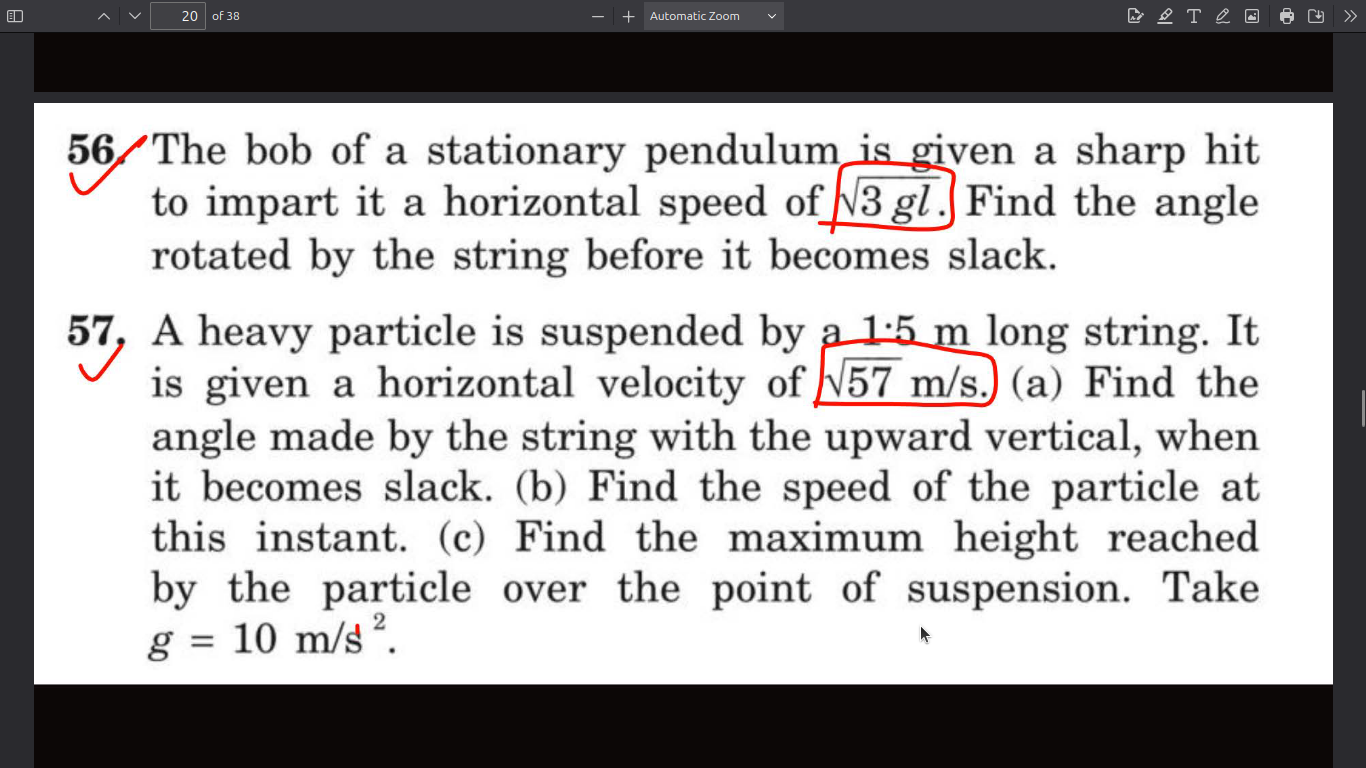 20 of 38
Automatic Zoom
56. The bob of a stationary pendulum is given a sharp hit
to impart it a horizontal speed of √3 gl. Find the angle
rotated by the string before it becomes slack.
57. A heavy particle is suspended by a 1·5 m long string. It
is given a horizontal velocity of √57 m/s. (a) Find the
angle made by the string with the upward vertical, when
it becomes slack. (b) Find the speed of the particle at
this instant. (c) Find the maximum height reached
by the particle over the point of suspension. Take
g = 10 m/s ².